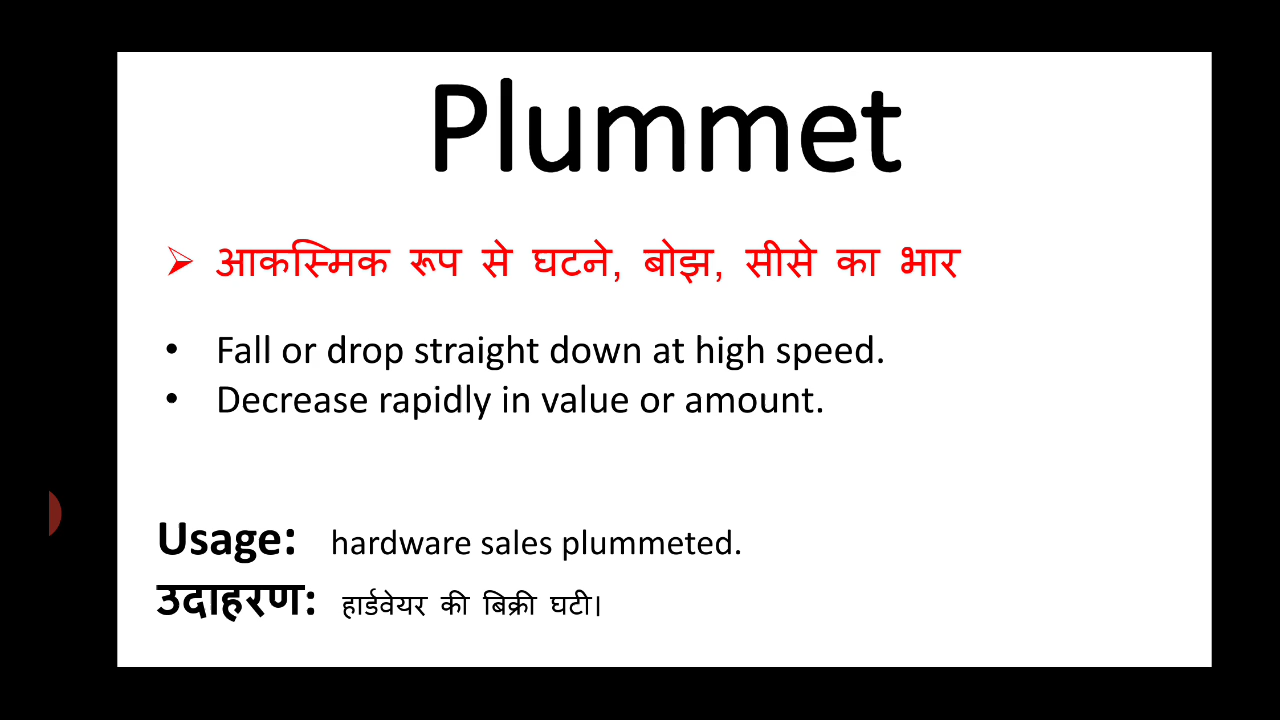 Plummet
➢ आकस्मिक रूप से घटने, बोझ, सीसे का भार
• Fall or drop straight down at high speed.
• Decrease rapidly in value or amount.
Usage: hardware sales plummeted.
उदाहरण: हार्डवेयर की बिक्री घटी।